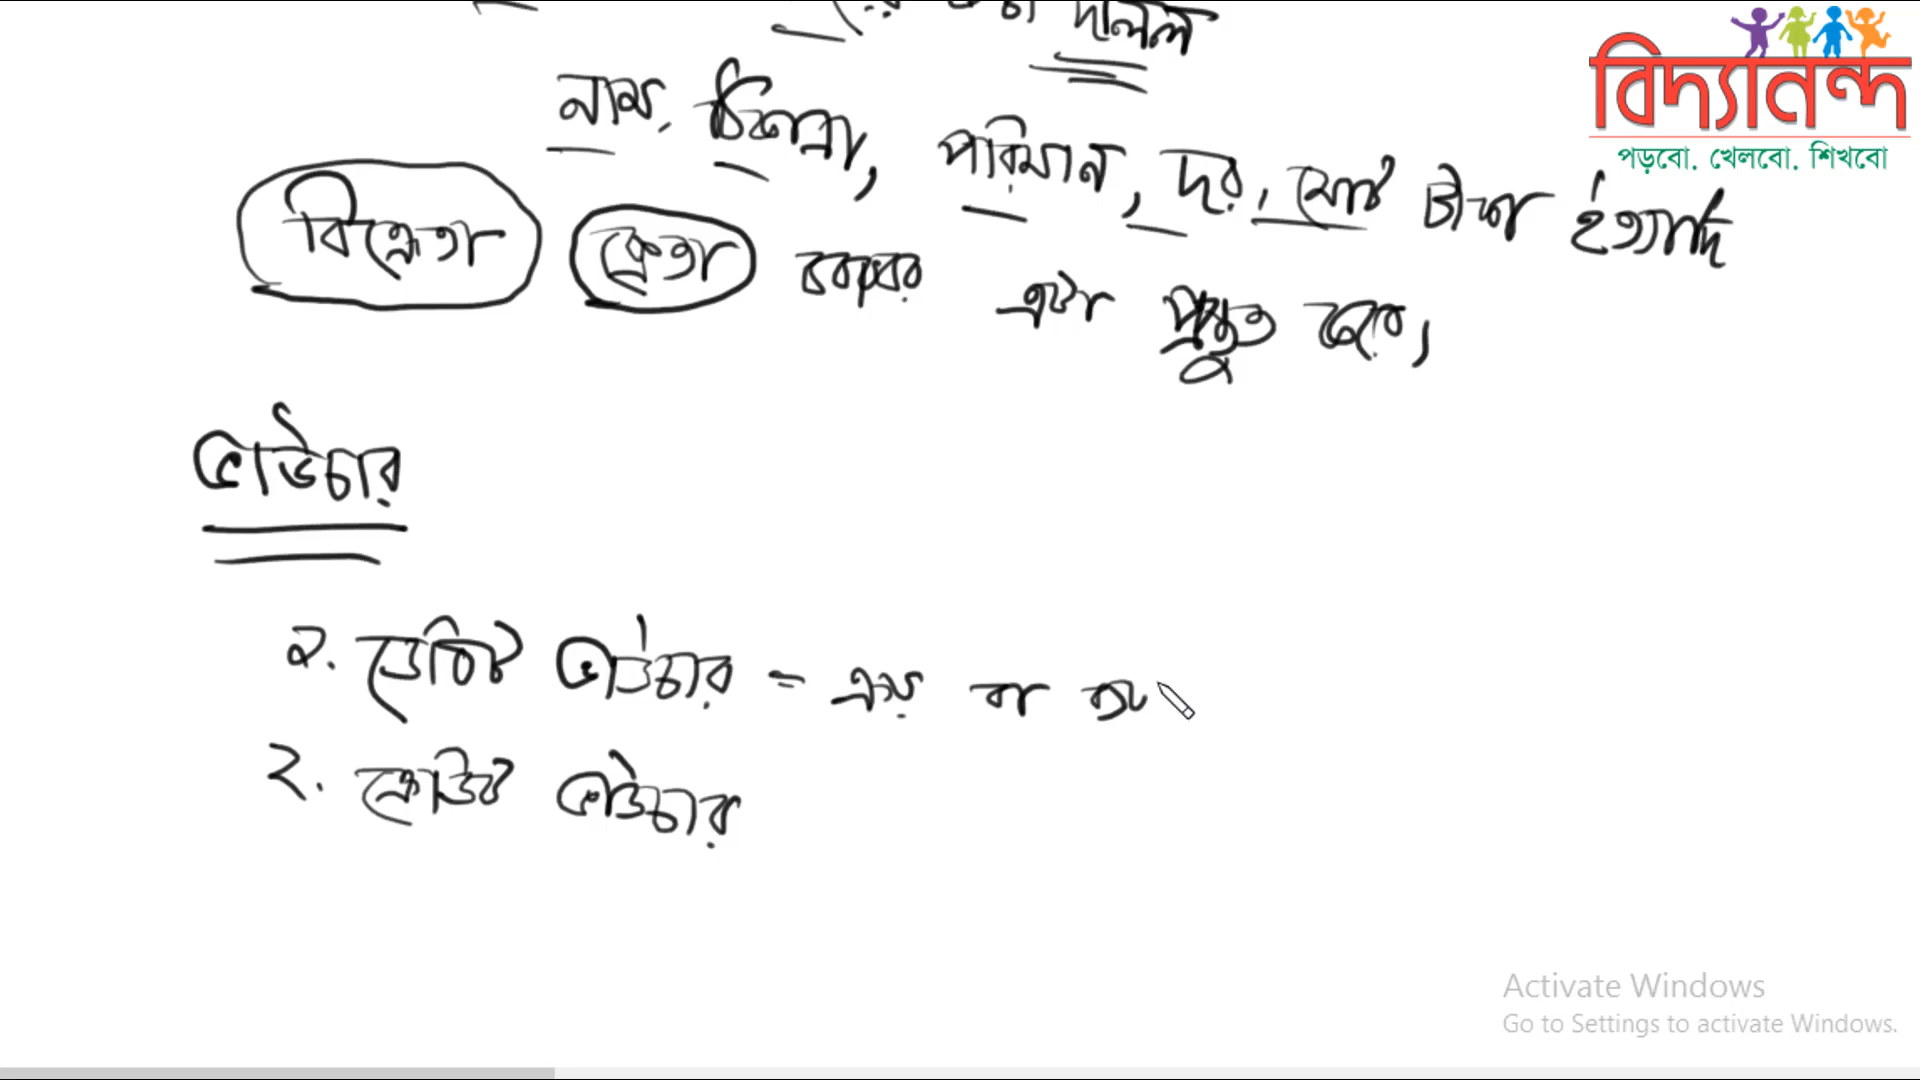 দলিল
বিদ্যানন্দ
পড়বো. খেলবো. শিখবো
নাম, ঠিকানা, পরিমান, দর, মোট টাকা ইত্যাদি
বিক্রেতা ক্রেতা বরাবর এটা প্রস্তুত করে,
ভাউচার
১. ডেবিট ভাউচার = ক্রয় বা
২. ক্রেডিট ভাউচার
Activate Windows
Go to Settings to activate Windows.